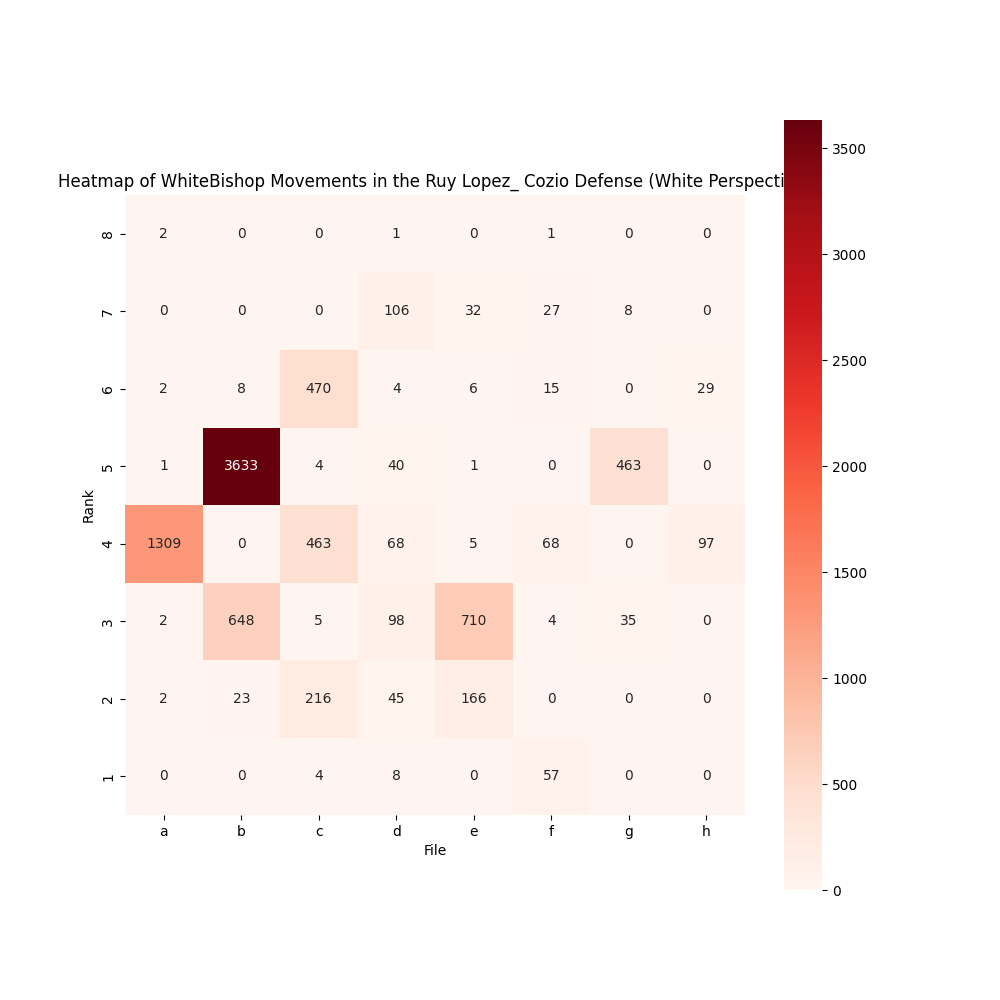 Heatmap of WhiteBishop Movements in the Ruy Lopez_ Cozio Defense (White Perspecti
8 2 0 0 1 0 1 0 0
7 0 0 0 106 32 27 8 0
6 2 8 470 4 6 15 0 29
5 1 3633 4 40 1 0 463 0
4 1309 0 463 68 5 68 0 97
3 2 648 5 98 710 4 35 0
2 2 23 216 45 166 0 0 0
1 0 0 4 8 0 57 0 0
a b c d e f g h
File
Rank
3500
3000
2500
2000
1500
1000
500
0